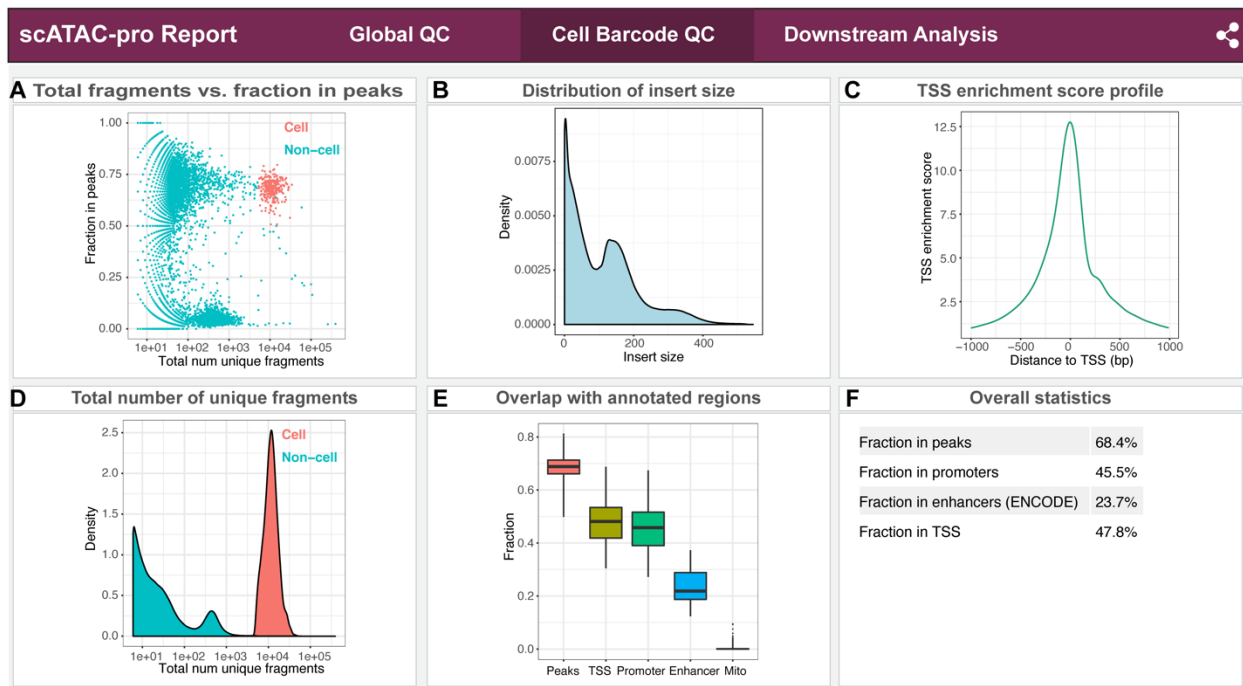 scATAC-pro Report Global QC Cell Barcode QC Downstream Analysis
A Total fragments vs. fraction in peaks
1.00
0.75
0.50
0.25
0.00
Fraction in peaks
Cell
Non−cell
1e+01 1e+02 1e+03 1e+04 1e+05
Total num unique fragments
B Distribution of insert size
0.0075
0.0050
0.0025
0.0000
Density
0 200 400
Insert size
C TSS enrichment score profile
12.5
10.0
7.5
5.0
2.5
TSS enrichment score
−1000 −500 0 500 1000
Distance to TSS (bp)
D Total number of unique fragments
2.5
2.0
1.5
1.0
0.5
0.0
Density
Cell
Non−cell
1e+01 1e+02 1e+03 1e+04 1e+05
Total num unique fragments
E Overlap with annotated regions
0.8
0.6
0.4
0.2
0.0
Fraction
Peaks TSS Promoter Enhancer Mito
F Overall statistics
Fraction in peaks 68.4%
Fraction in promoters 45.5%
Fraction in enhancers (ENCODE) 23.7%
Fraction in TSS 47.8%